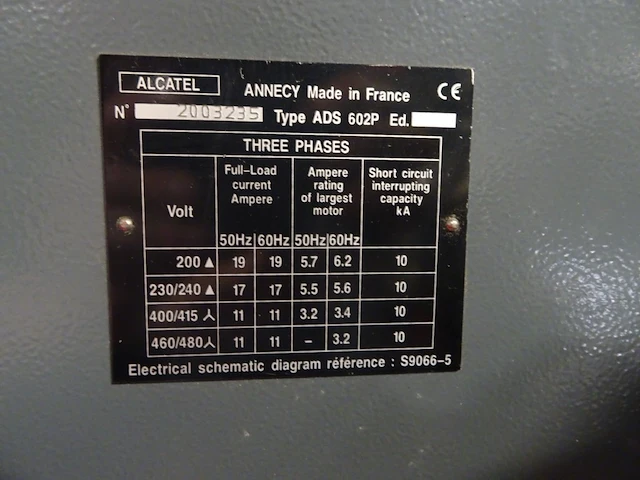 ALCATEL ANNECY Made in France CE
N° 2003235 Type ADS 602P Ed.
THREE PHASES
Volt
Full-Load
current
Ampere
Ampere
rating
of largest
motor
Short circuit
interrupting
capacity
kA
50Hz 60Hz 50Hz 60Hz
200 ▲ 19 19 5.7 6.2 10
230/240 ▲ 17 17 5.5 5.6 10
400/415 ⅄ 11 11 3.2 3.4 10
460/480 ⅄ 11 11 – 3.2 10
Electrical schematic diagram référence : S9066-5